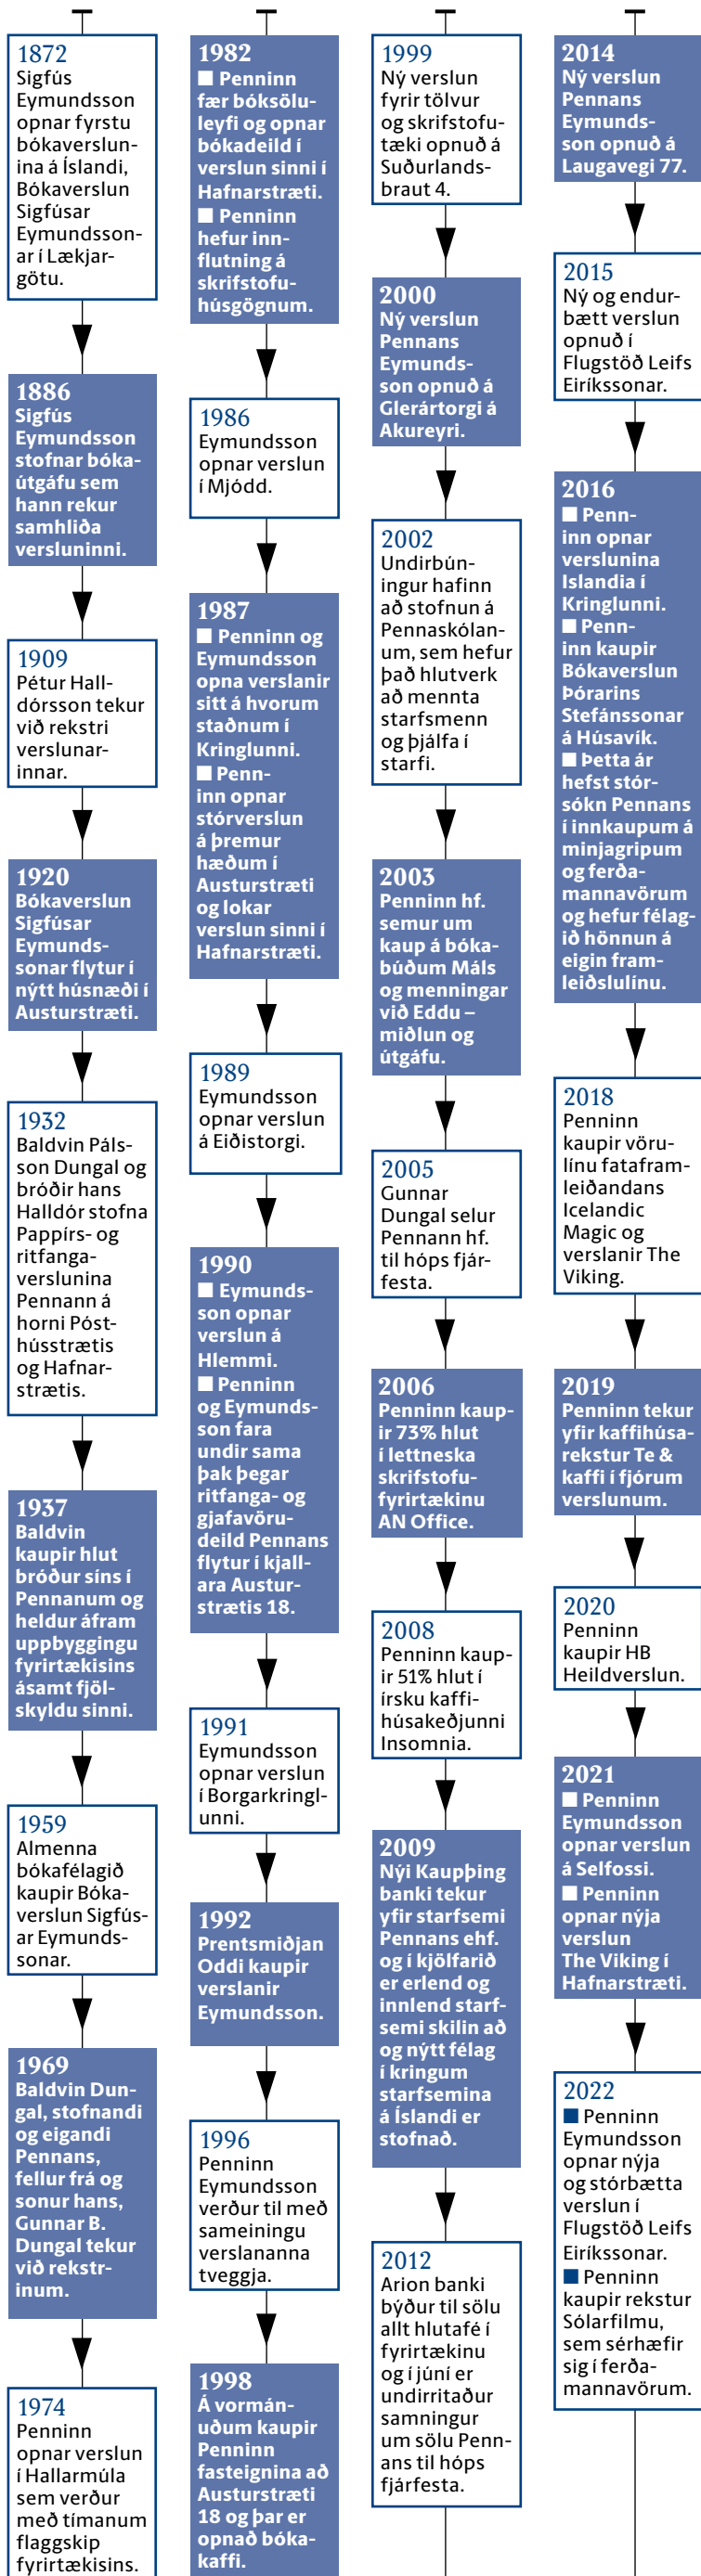 1872
Sigfús
Eymundsson
opnar fyrstu
bókaverslun-
ina á Íslandi,
Bókaverslun
Sigfúsar
Eymundsson-
ar í Lækjar-
götu.
1886
Sigfús
Eymundsson
stofnar bóka-
útgáfu sem
hann rekur
samhliða
versluninni.
1909
Pétur Hall-
dórsson tekur
við rekstri
verslunar-
innar.
1920
Bókaverslun
Sigfúsar
Eymunds-
sonar flytur í
nýtt húsnæði í
Austurstræti.
1932
Baldvin Páls-
son Dungal og
bróðir hans
Halldór stofna
Pappírs- og
ritfanga-
verslunina
Pennann á
horni Póst-
hússtrætis
og Hafnar-
strætis.
1937
Baldvin
kaupir hlut
bróður síns í
Pennanum og
heldur áfram
uppbyggingu
fyrirtækisins
ásamt fjöl-
skyldu sinni.
1959
Almenna
bókafélagið
kaupir Bóka-
verslun Sigfús-
ar Eymunds-
sonar.
1969
Baldvin Dun-
gal, stofnandi
og eigandi
Pennans,
fellur frá og
sonur hans,
Gunnar B.
Dungal tekur
við rekstr-
inum.
1974
Penninn
opnar verslun
í Hallarmúla
sem verður
með tímanum
flaggskip
fyrirtækisins.
1982
■ Penninn
fær bóksölu-
leyfi og opnar
bókadeild í
verslun sinni í
Hafnarstræti.
■ Penninn
hefur inn-
flutning á
skrifstofu-
húsgögnum.
1986
Eymundsson
opnar verslun
í Mjódd.
1987
■ Penninn og
Eymundsson
opna verslanir
sitt á hvorum
staðnum í
Kringlunni.
■ Penn-
inn opnar
stórverslun
á þremur
hæðum í
Austurstræti
og lokar
verslun sinni í
Hafnarstræti.
1989
Eymundsson
opnar verslun
á Eiðistorgi.
1990
■ Eymunds-
son opnar
verslun á
Hlemmi.
■ Penninn
og Eymunds-
son fara
undir sama
þak þegar
ritfanga- og
gjafavöru-
deild Pennans
flytur í kjall-
ara Austur-
strætis 18.
1991
Eymundsson
opnar verslun
í Borgarkringl-
unni.
1992
Prentsmiðjan
Oddi kaupir
verslanir
Eymundsson.
1996
Penninn
Eymundsson
verður til með
sameiningu
verslananna
tveggja.
1998
Á vormán-
uðum kaupir
Penninn
fasteignina að
Austurstræti
18 og þar er
opnað bóka-
kaffi.
1999
Ný verslun
fyrir tölvur
og skrifstofu-
tæki opnuð á
Suðurlands-
braut 4.
2000
Ný verslun
Pennans
Eymunds-
son opnuð á
Glerártorgi á
Akureyri.
2002
Undirbún-
ingur hafinn
að stofnun á
Pennaskólan-
um, sem hefur
það hlutverk
að mennta
starfsmenn
og þjálfa í
starfi.
2003
Penninn hf.
semur um
kaup á bóka-
búðum Máls
og menningar
við Eddu –
miðlun og
útgáfu.
2005
Gunnar
Dungal selur
Pennann hf.
til hóps fjár-
festa.
2006
Penninn kaup-
ir 73% hlut
í lettneska
skrifstofu-
fyrirtækinu
AN Office.
2008
Penninn kaup-
ir 51% hlut í
írsku kaffi-
húsakeðjunni
Insomnia.
2009
Nýi Kaupþing
banki tekur
yfir starfsemi
Pennans ehf.
og í kjölfarið
er erlend og
innlend starf-
semi skilin að
og nýtt félag
í kringum
starfsemina
á Íslandi er
stofnað.
2012
Arion banki
býður til sölu
allt hlutafé í
fyrirtækinu
og í júní er
undirritaður
samningur
um sölu Penn-
ans til hóps
fjárfesta.
2014
Ný verslun
Pennans
Eymunds-
son opnuð á
Laugavegi 77.
2015
Ný og endur-
bætt verslun
opnuð í
Flugstöð Leifs
Eiríkssonar.
2016
■ Penn-
inn opnar
verslunina
Islandia í
Kringlunni.
■ Penn-
inn kaupir
Bókaverslun
Þórarins
Stefánssonar
á Húsavík.
■ Þetta ár
hefst stór-
sókn Pennans
í innkaupum á
minjagripum
og ferða-
mannavörum
og hefur félag-
ið hönnun á
eigin fram-
leiðslulínu.
2018
Penninn
kaupir vöru-
línu fatafram-
leiðandans
Icelandic
Magic og
verslanir The
Viking.
2019
Penninn tekur
yfir kaffihúsa-
rekstur Te &
kaffi í fjórum
verslunum.
2020
Penninn
kaupir HB
Heildverslun.
2021
■ Penninn
Eymundsson
opnar verslun
á Selfossi.
■ Penninn
opnar nýja
verslun
The Viking í
Hafnarstræti.
2022
■ Penninn
Eymundsson
opnar nýja
og stórbætta
verslun í
Flugstöð Leifs
Eiríkssonar.
■ Penninn
kaupir rekstur
Sólarfilmu,
sem sérhæfir
sig í ferða-
mannavörum.